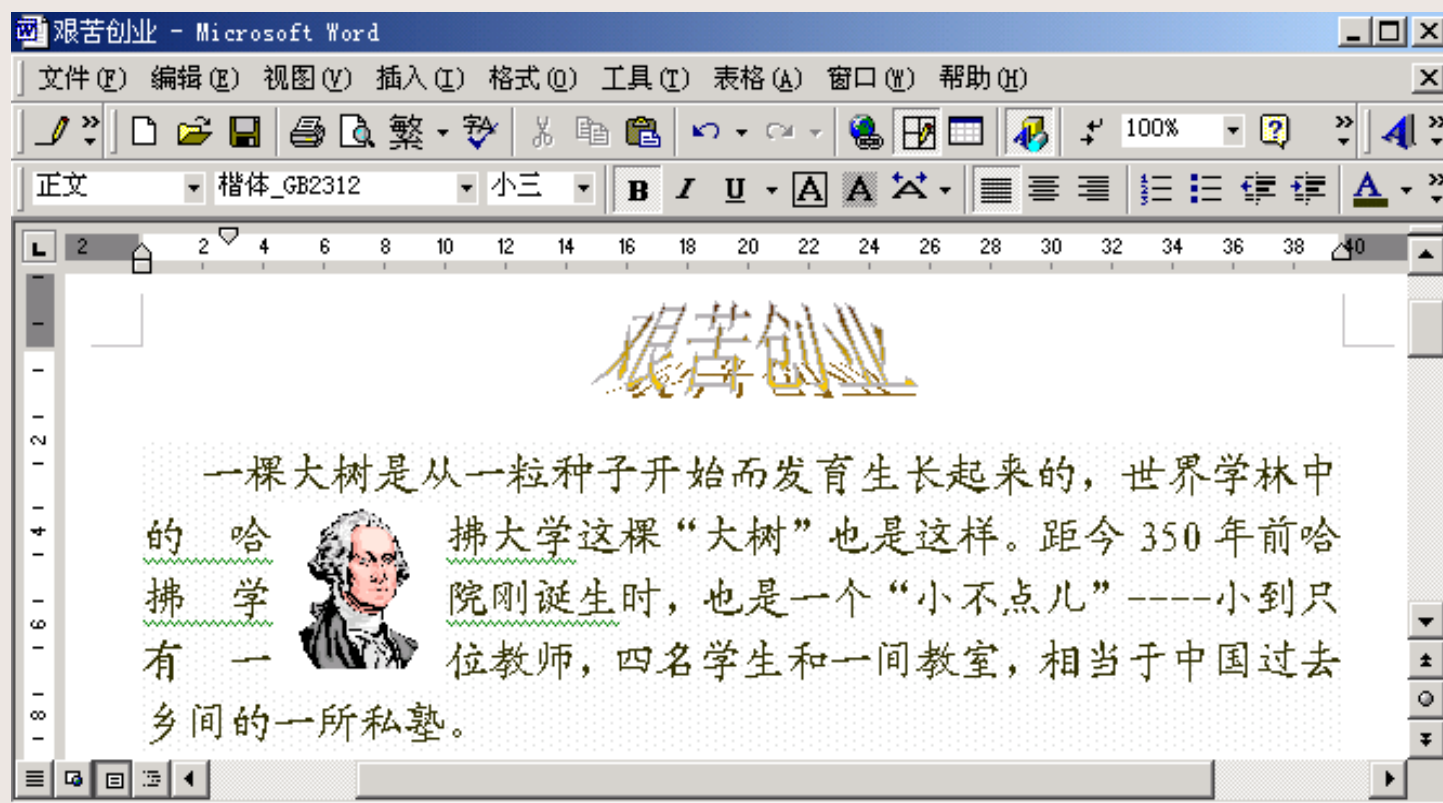 艰苦创业 - Microsoft Word
文件(F) 编辑(E) 视图(V) 插入(I) 格式(O) 工具(T) 表格(A) 窗口(W) 帮助(H)
繁 字 100%
正文 楷体_GB2312 小三 B I U A A A
L 2 2 4 6 8 10 12 14 16 18 20 22 24 26 28 30 32 34 36 38 40
艰苦创业
一棵大树是从一粒种子开始而发育生长起来的，世界学林中
的 哈 拂大学这棵“大树”也是这样。距今 350 年前哈
拂 学 院刚诞生时，也是一个“小不点儿”----小到只
有 一 位教师，四名学生和一间教室，相当于中国过去
乡间的一所私塾。
2
4
6
8